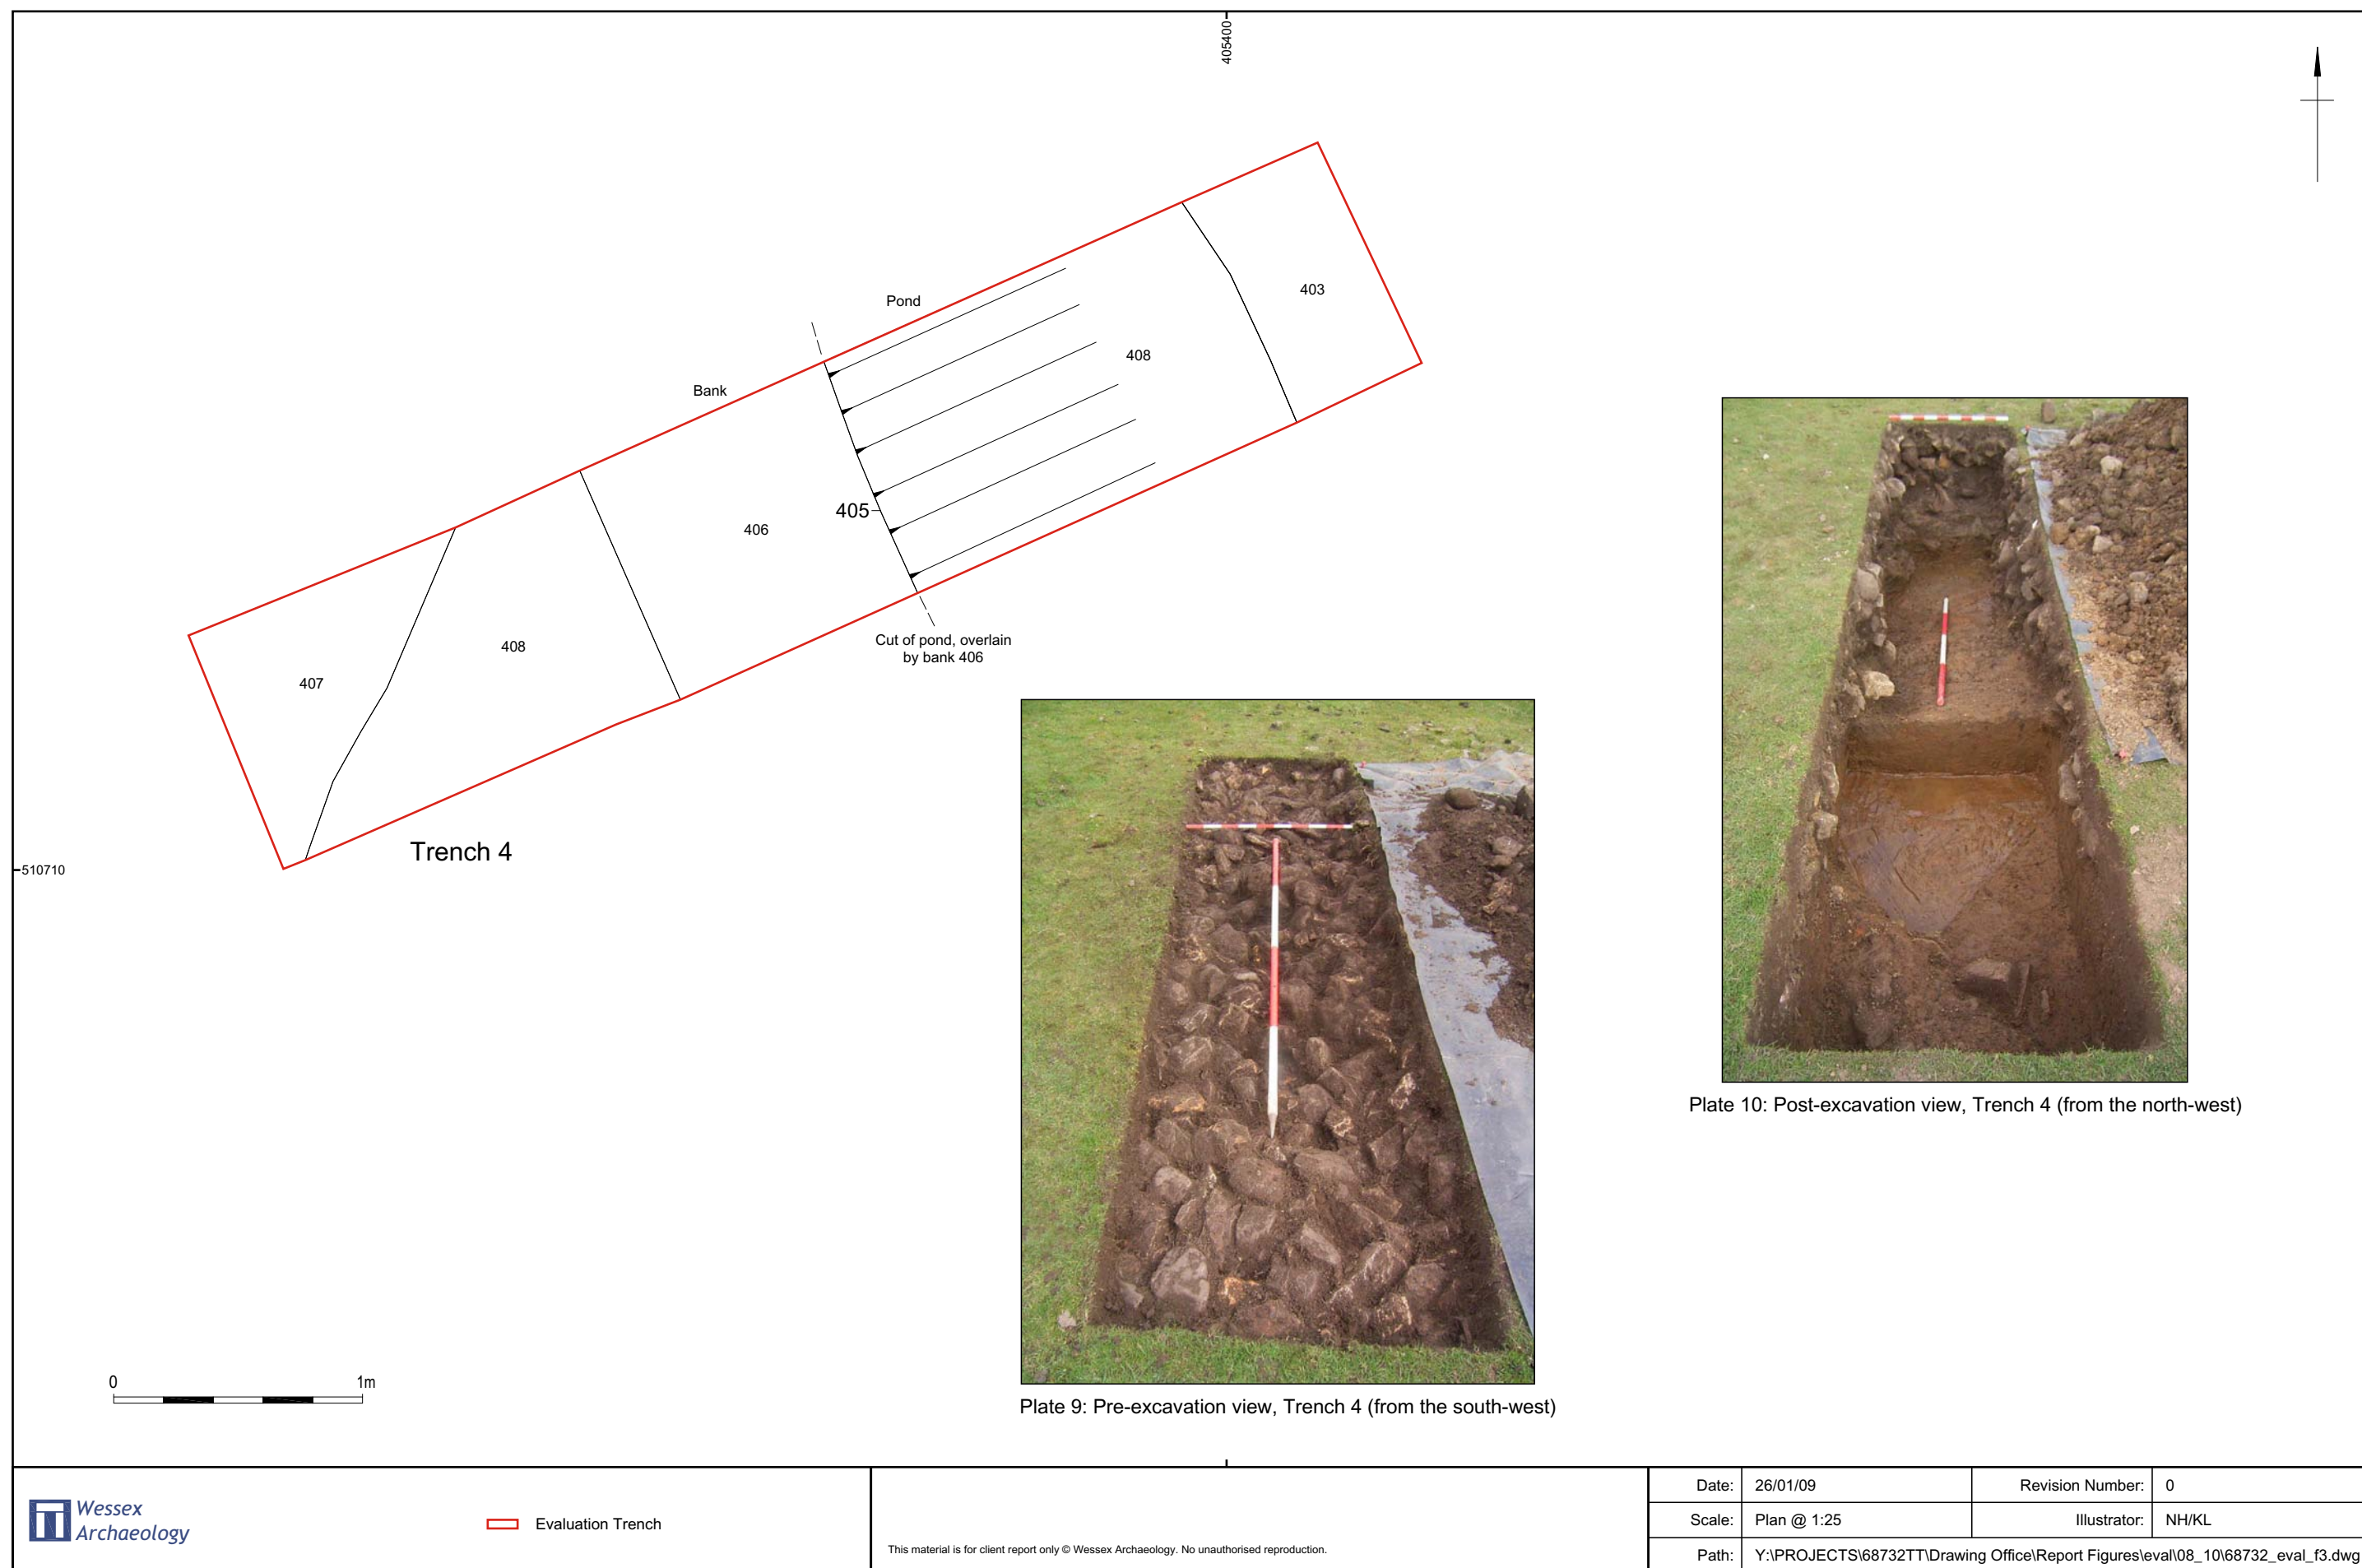 405400
Pond
403
408
Bank
405
406
Cut of pond, overlain
by bank 406
408
407
Trench 4
510710
Plate 10: Post-excavation view, Trench 4 (from the north-west)
0 1m
Plate 9: Pre-excavation view, Trench 4 (from the south-west)
Wessex
Archaeology
Evaluation Trench
This material is for client report only © Wessex Archaeology. No unauthorised reproduction.
Date: 26/01/09 Revision Number: 0
Scale: Plan @ 1:25 Illustrator: NH/KL
Path: Y:\PROJECTS\68732TT\Drawing Office\Report Figures\eval\08_10\68732_eval_f3.dwg